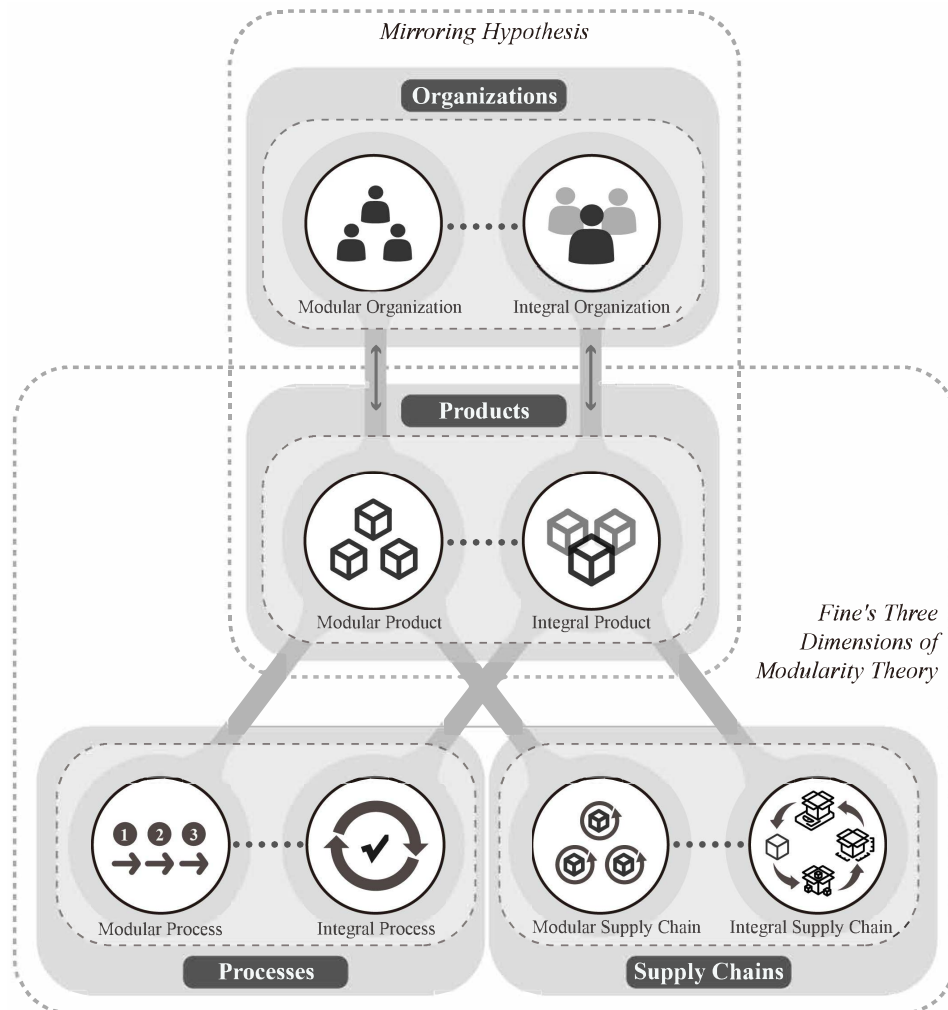 Mirroring Hypothesis
Organizations
Modular Organization
Integral Organization
Products
Modular Product
Integral Product
Fine's Three
Dimensions of
Modularity Theory
1 2 3
Modular Process
Integral Process
Modular Supply Chain
Integral Supply Chain
Processes
Supply Chains